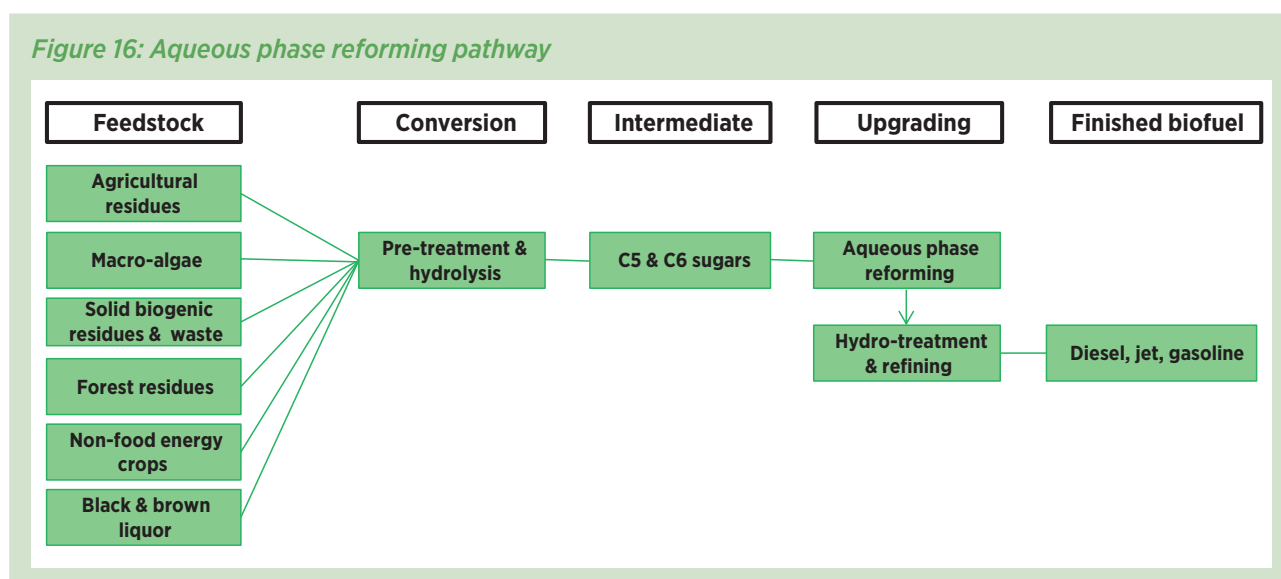 Figure 16: Aqueous phase reforming pathway
Feedstock
Conversion
Intermediate
Upgrading
Finished biofuel
Agricultural
residues
Macro-algae
Solid biogenic
residues & waste
Forest residues
Non-food energy
crops
Black & brown
liquor
Pre-treatment &
hydrolysis
C5 & C6 sugars
Aqueous phase
reforming
Hydro-treatment
& refining
Diesel, jet, gasoline